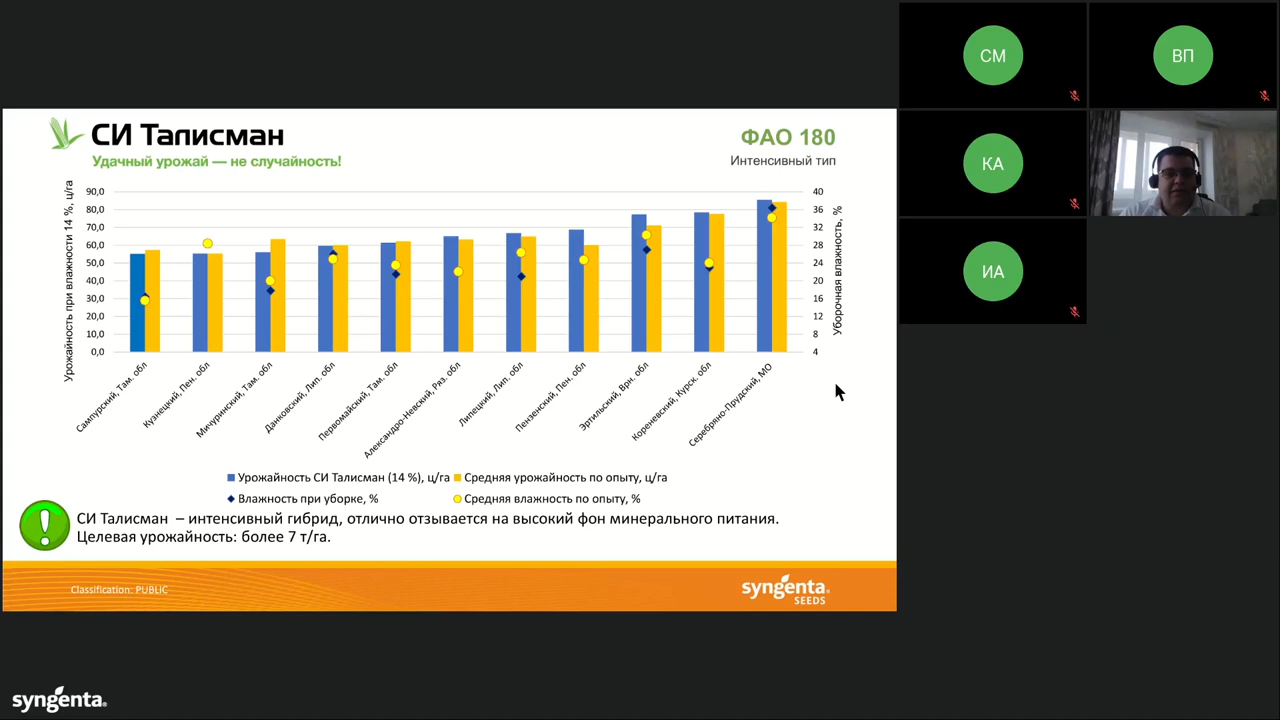 СИ Талисман
Удачный урожай — не случайность!
ФАО 180
Интенсивный тип
Урожайность при влажности 14 %, ц/га
90,0
80,0
70,0
60,0
50,0
40,0
30,0
20,0
10,0
0,0
40
36
32
28
24
20
16
12
8
4
Уборочная влажность, %
Сампурский, Там. обл
Кузнецкий, Пен. обл
Мичуринский, Там. обл
Данковский, Лип. обл
Первомайский, Там. обл
Александро-Невский, Ряз. обл
Липецкий, Лип. обл
Пензенский, Пен. обл
Эртильский, Врн. обл
Кореневский, Курск. обл
Серебряно-Прудский, МО
Урожайность СИ Талисман (14 %), ц/га
Средняя урожайность по опыту, ц/га
Влажность при уборке, %
Средняя влажность по опыту, %
СИ Талисман – интенсивный гибрид, отлично отзывается на высокий фон минерального питания.
Целевая урожайность: более 7 т/га.
Classification: PUBLIC
syngenta
SEEDS
СМ
ВП
КА
ИА
syngenta